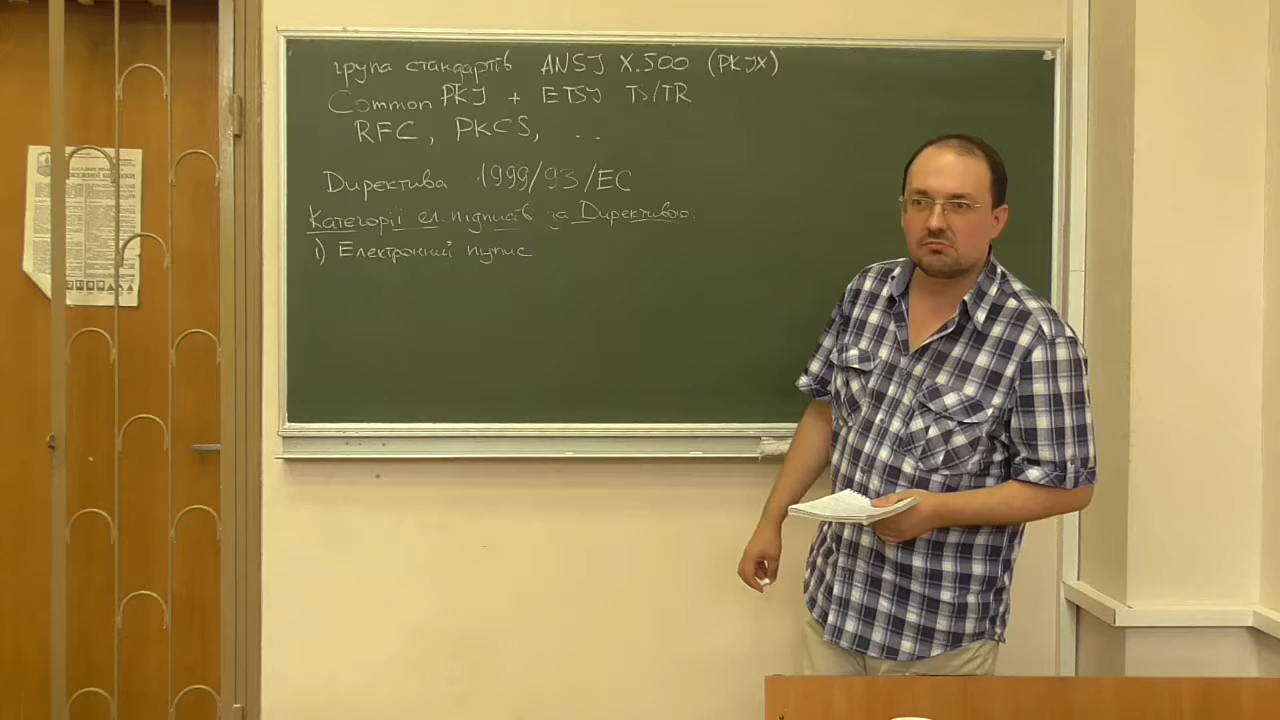 група стандартів ANSI X.500 (PKIX)
Common PKI + ETSI TS/TR
RFC, PKCS, ...
Директива 1999/93/EC
Категорії ел. підписів за Директивою:
1) Електронний підпис